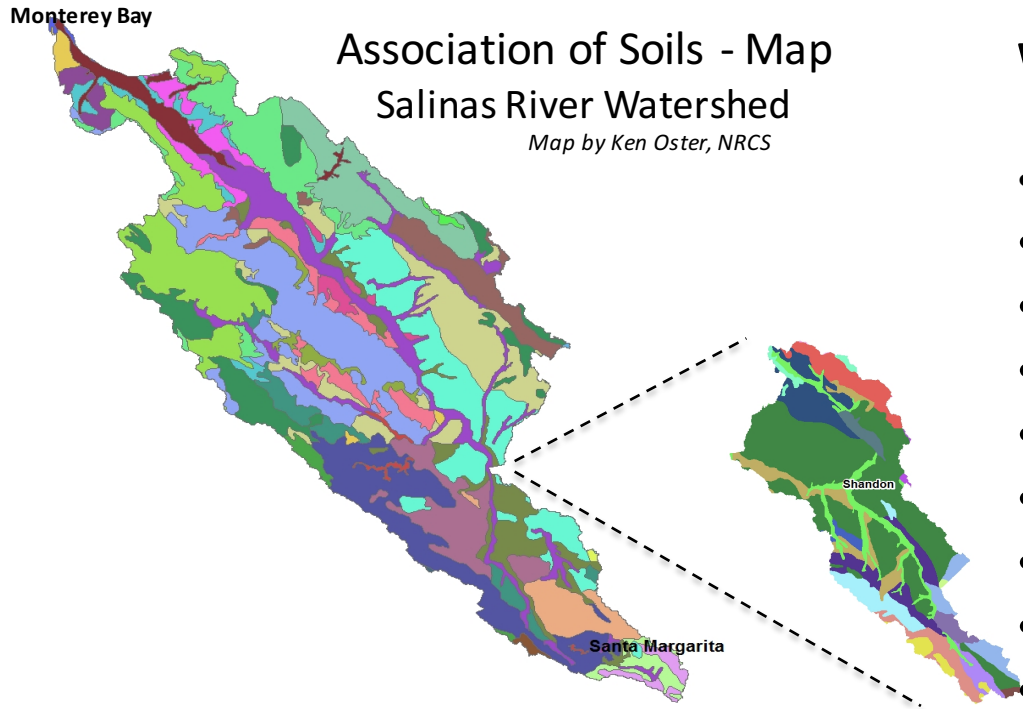 Monterey Bay
Association of Soils - Map
Salinas River Watershed
Map by Ken Oster, NRCS
Shandon
Santa Margarita